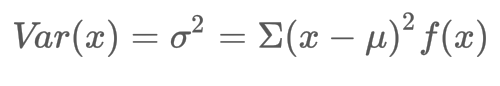 Var(x) = σ² = Σ(x − μ)² f(x)